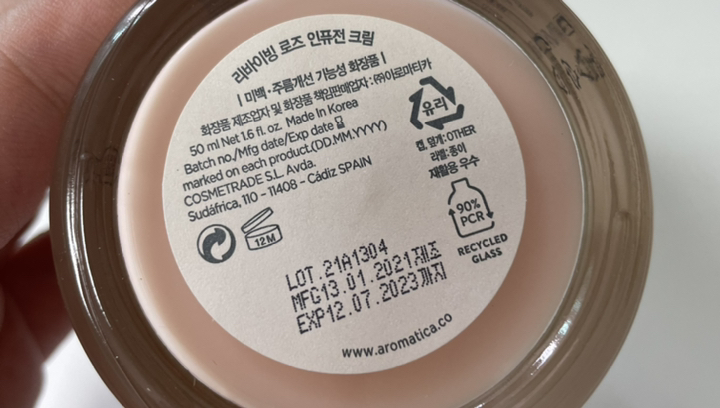 리바이빙 로즈 인퓨전 크림
| 미백·주름개선 기능성 화장품 |
화장품 제조업자 및 화장품 책임판매업자 : ㈜아로마티카
50 ml Net 1.6 fl. oz. Made In Korea
Batch no./Mfg date/Exp date
marked on each product.(DD.MM.YYYY)
COSMETRADE S.L. Avda.
Sudáfrica, 110 - 11408 - Cádiz SPAIN
12M
유리
캡, 덮개: OTHER
라벨: 종이
재활용 우수
90%
PCR
RECYCLED
GLASS
LOT.21A1304
MFG13.01.2021제조
EXP12.07.2023까지
www.aromatica.co